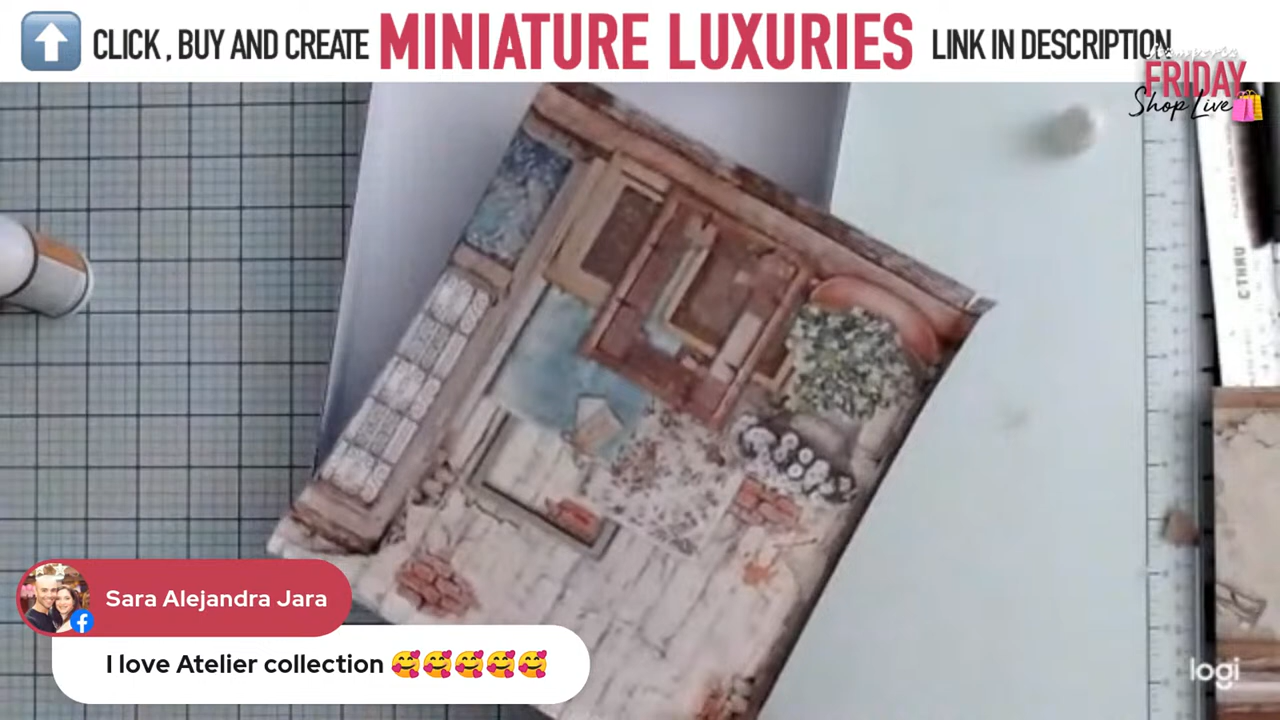 CLICK, BUY AND CREATE MINIATURE LUXURIES LINK IN DESCRIPTION
FRIDAY
Shop Live
C-THRU
Sara Alejandra Jara
I love Atelier collection 🥰🥰🥰🥰🥰
logi